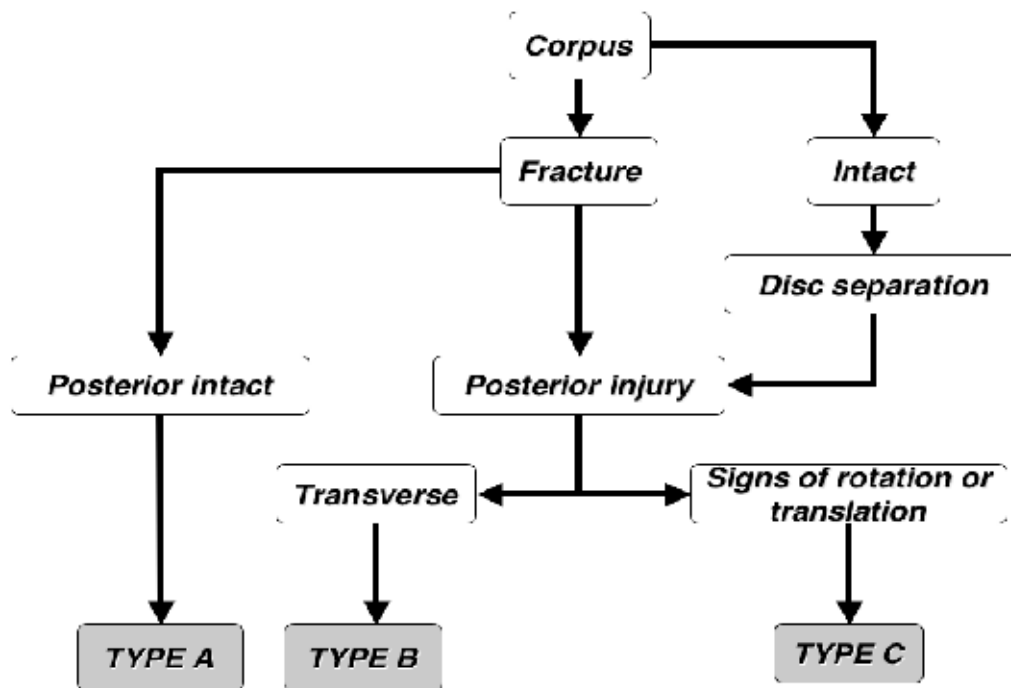 Corpus
Fracture
Intact
Disc separation
Posterior intact
Posterior injury
Transverse
Signs of rotation or
translation
TYPE A
TYPE B
TYPE C